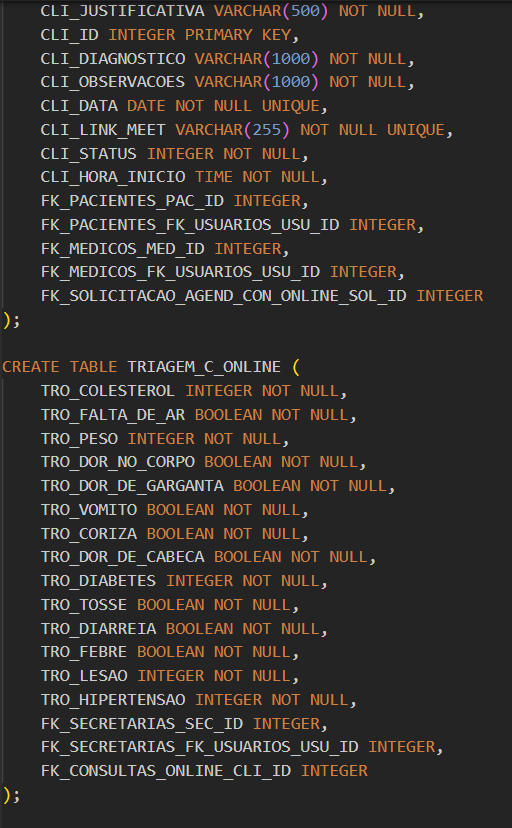 CLI_JUSTIFICATIVA VARCHAR(500) NOT NULL,
CLI_ID INTEGER PRIMARY KEY,
CLI_DIAGNOSTICO VARCHAR(1000) NOT NULL,
CLI_OBSERVACOES VARCHAR(1000) NOT NULL,
CLI_DATA DATE NOT NULL UNIQUE,
CLI_LINK_MEET VARCHAR(255) NOT NULL UNIQUE,
CLI_STATUS INTEGER NOT NULL,
CLI_HORA_INICIO TIME NOT NULL,
FK_PACIENTES_PAC_ID INTEGER,
FK_PACIENTES_FK_USUARIOS_USU_ID INTEGER,
FK_MEDICOS_MED_ID INTEGER,
FK_MEDICOS_FK_USUARIOS_USU_ID INTEGER,
FK_SOLICITACAO_AGEND_CON_ONLINE_SOL_ID INTEGER
);
CREATE TABLE TRIAGEM_C_ONLINE (
TRO_COLESTEROL INTEGER NOT NULL,
TRO_FALTA_DE_AR BOOLEAN NOT NULL,
TRO_PESO INTEGER NOT NULL,
TRO_DOR_NO_CORPO BOOLEAN NOT NULL,
TRO_DOR_DE_GARGANTA BOOLEAN NOT NULL,
TRO_VOMITO BOOLEAN NOT NULL,
TRO_CORIZA BOOLEAN NOT NULL,
TRO_DOR_DE_CABECA BOOLEAN NOT NULL,
TRO_DIABETES INTEGER NOT NULL,
TRO_TOSSE BOOLEAN NOT NULL,
TRO_DIARREIA BOOLEAN NOT NULL,
TRO_FEBRE BOOLEAN NOT NULL,
TRO_LESAO INTEGER NOT NULL,
TRO_HIPERTENSAO INTEGER NOT NULL,
FK_SECRETARIAS_SEC_ID INTEGER,
FK_SECRETARIAS_FK_USUARIOS_USU_ID INTEGER,
FK_CONSULTAS_ONLINE_CLI_ID INTEGER
);